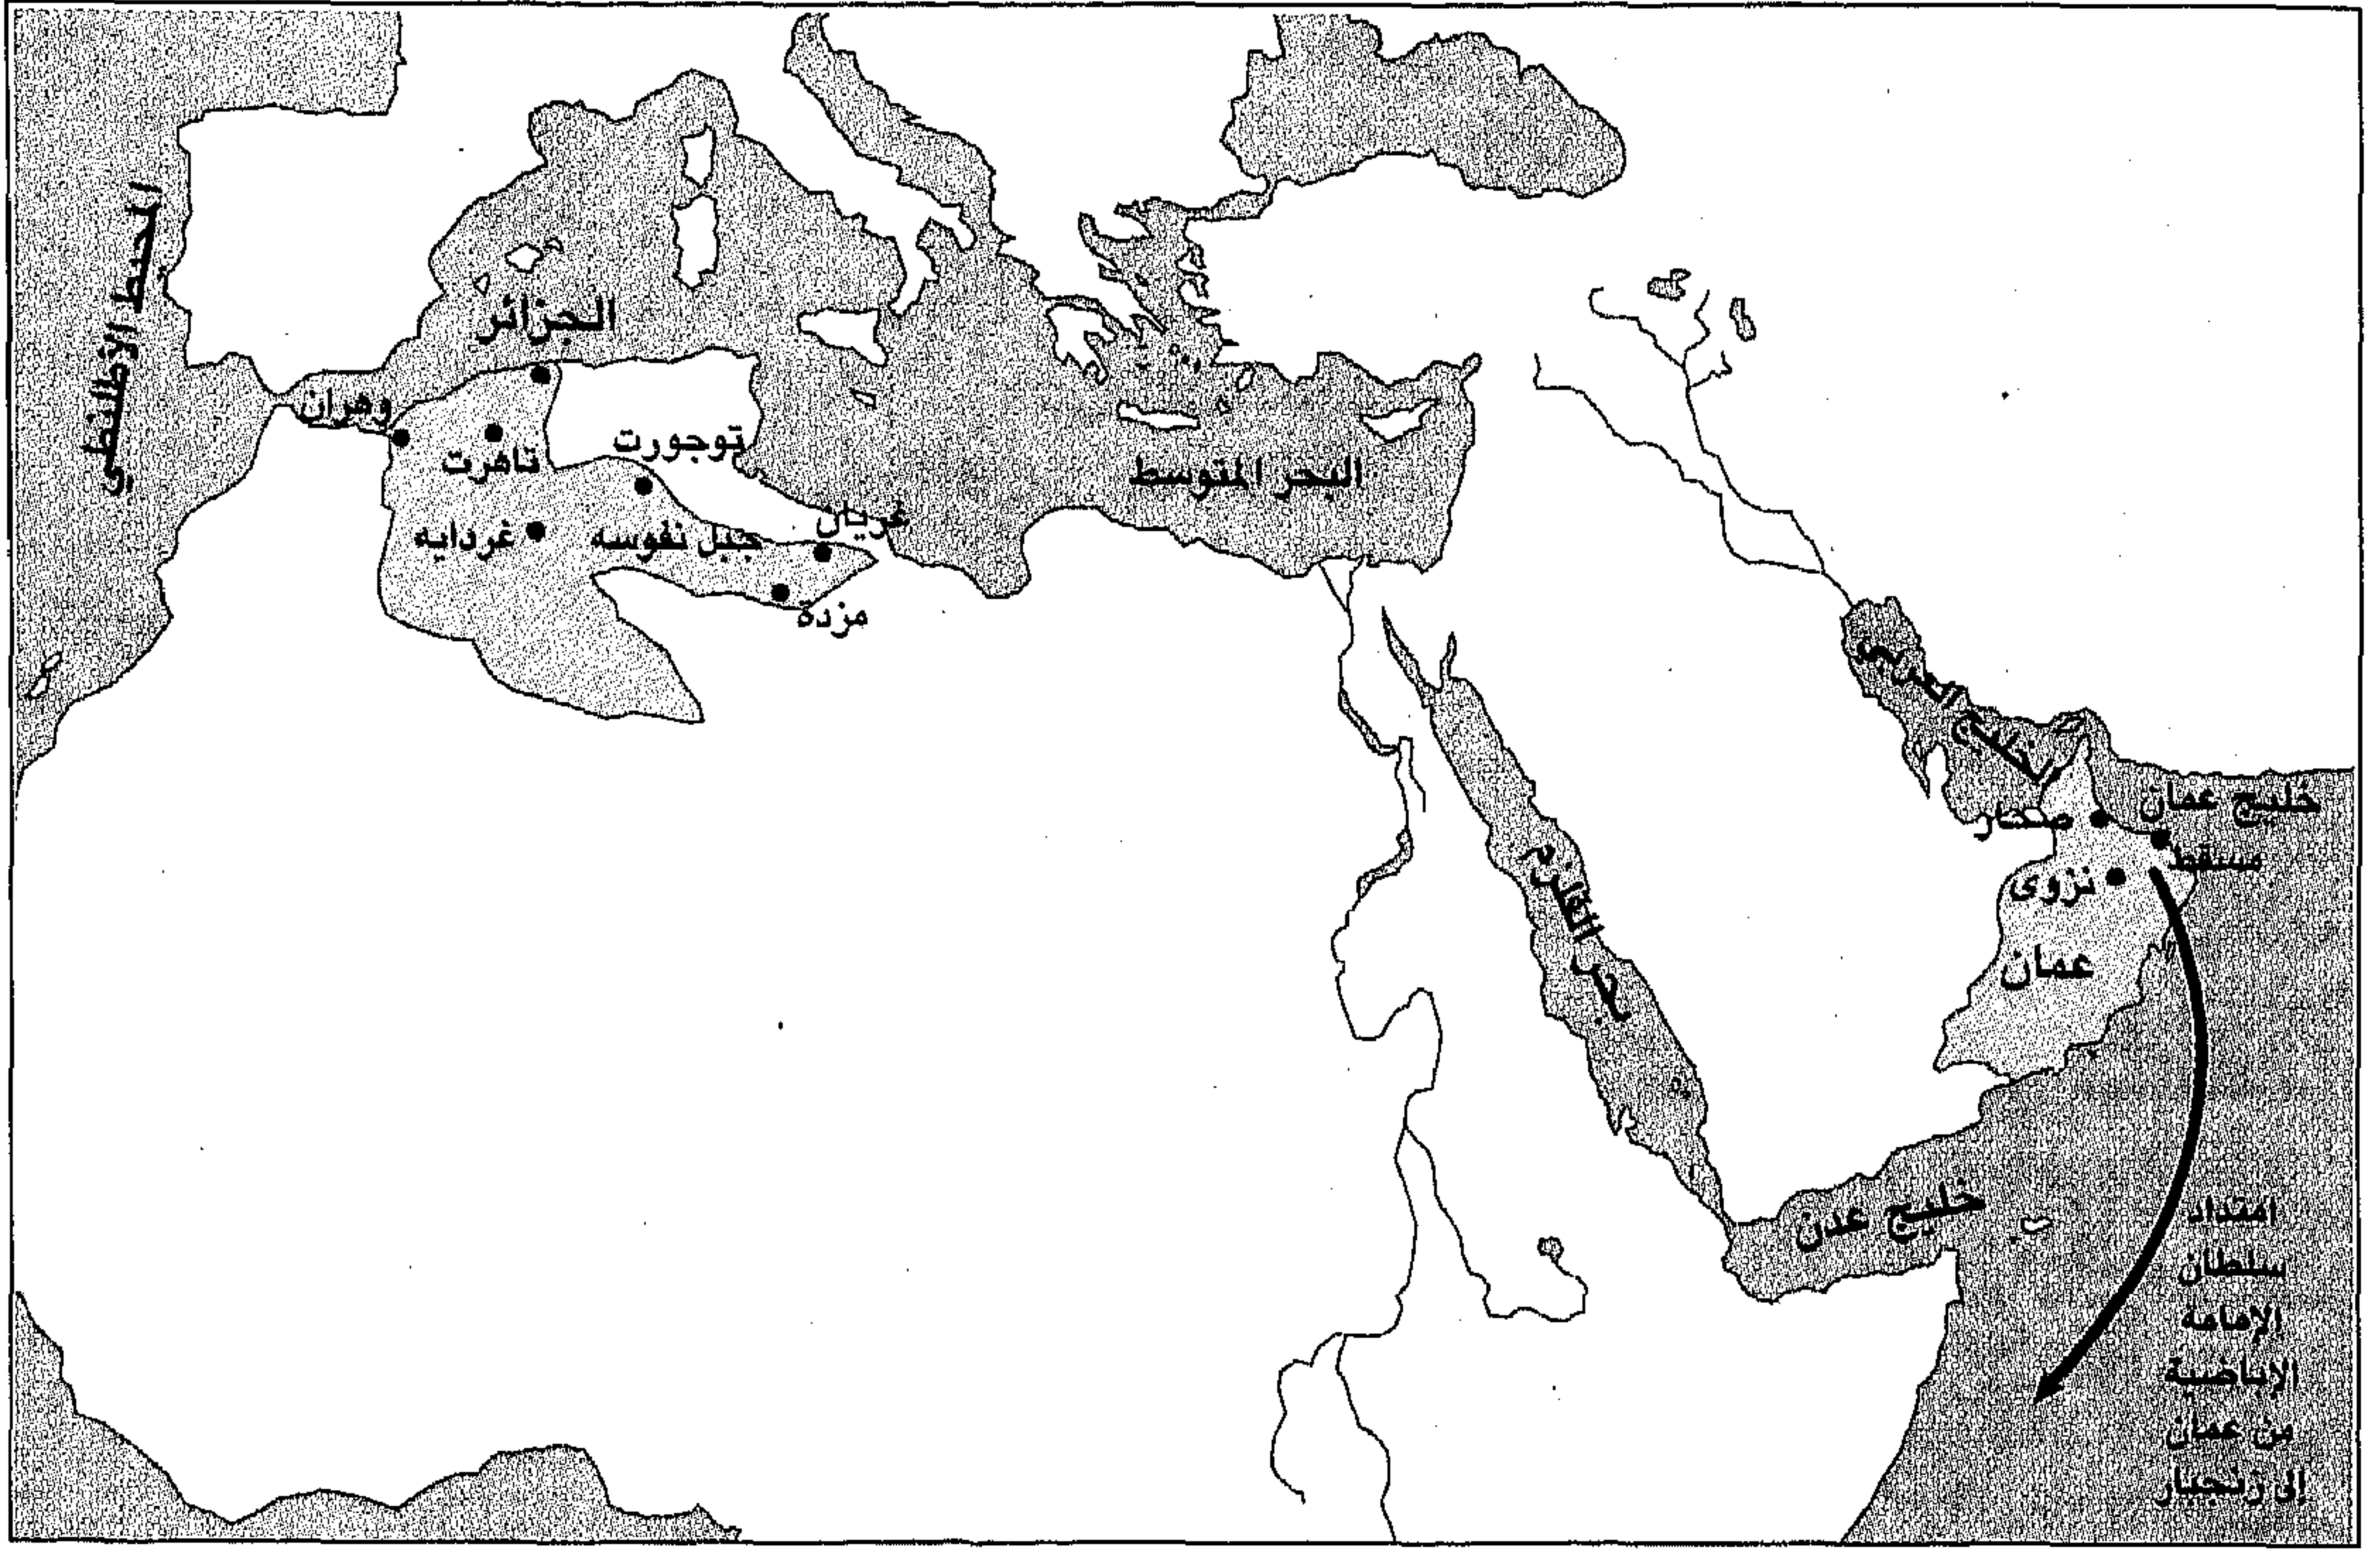 المحيط الأطلنطي
الجزائر
وهران
تاهرت
توجورت
غردايه
جبل نفوسه
غريان
مزدة
البحر المتوسط
الخليج العربي
خليج عمان
صحار
مسقط
نزوى
عمان
بحر القلزم
خليج عدن
امتداد
سلطان
الإمامة
الإباضية
من عمان
إلى زنجبار